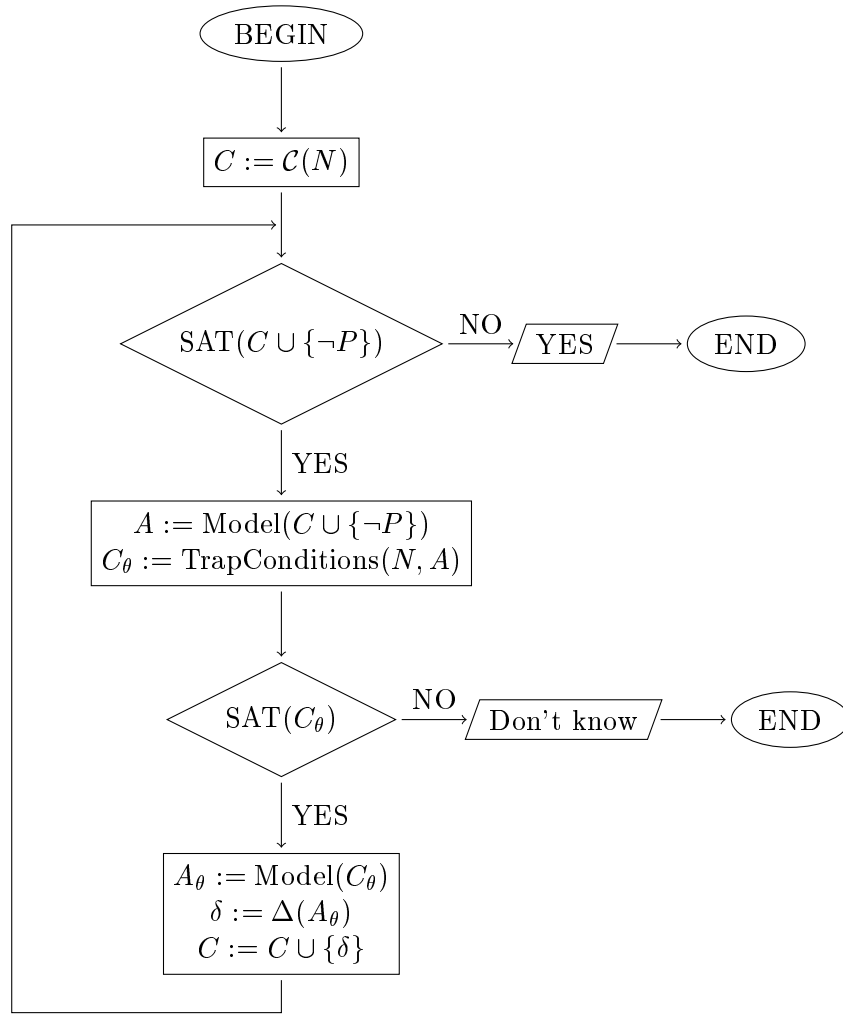 BEGIN
C := 𝒞(N)
SAT(C ∪ {¬P})
NO
YES
END
YES
A := Model(C ∪ {¬P})
C_θ := TrapConditions(N, A)
SAT(C_θ)
NO
Don't know
END
YES
A_θ := Model(C_θ)
δ := Δ(A_θ)
C := C ∪ {δ}